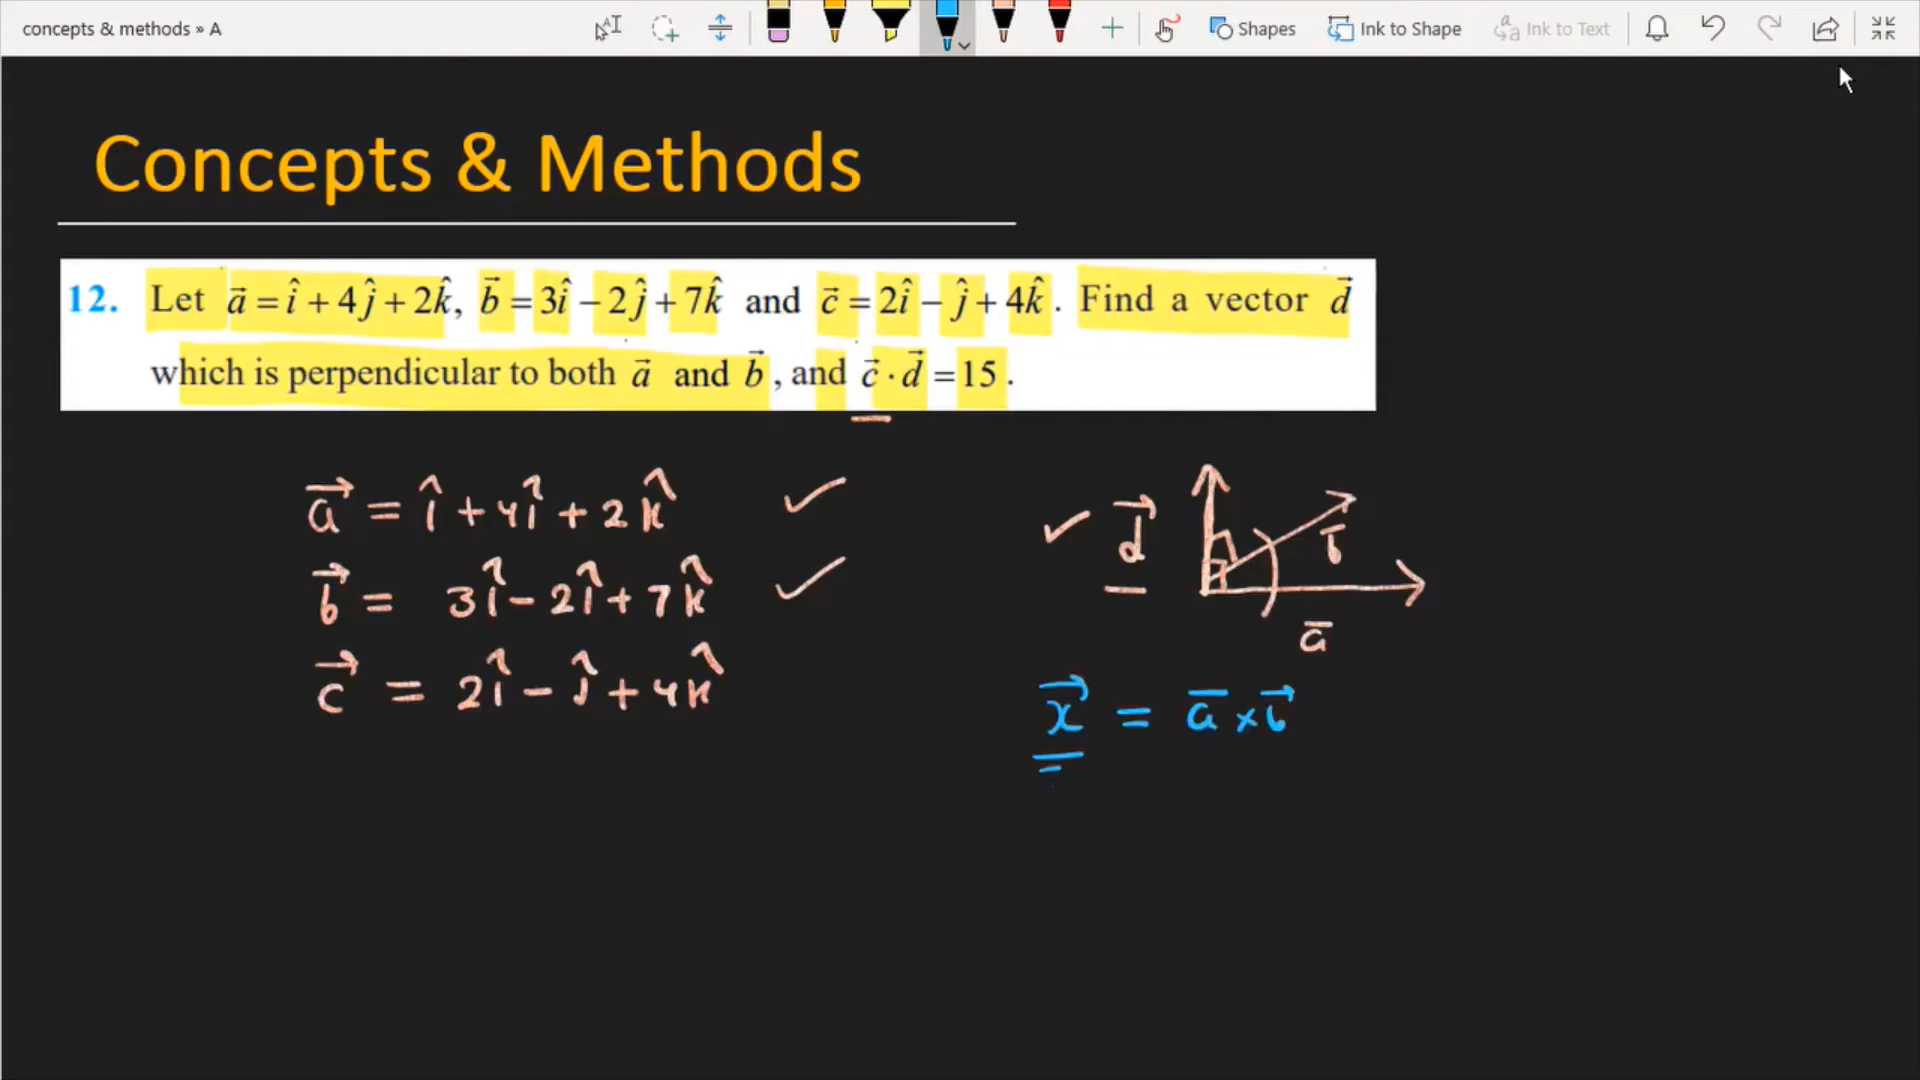 concepts & methods » A
Shapes
Ink to Shape
Ink to Text
Concepts & Methods
12. Let a⃗ = î + 4ĵ + 2k̂, b⃗ = 3î − 2ĵ + 7k̂ and c⃗ = 2î − ĵ + 4k̂. Find a vector d⃗
which is perpendicular to both a⃗ and b⃗, and c⃗ · d⃗ = 15.
a⃗ = î + 4ĵ + 2k̂ ✓
b⃗ = 3î − 2ĵ + 7k̂ ✓
c⃗ = 2î − ĵ + 4k̂
✓ d⃗
b̄
ā
x⃗ = ā × b⃗